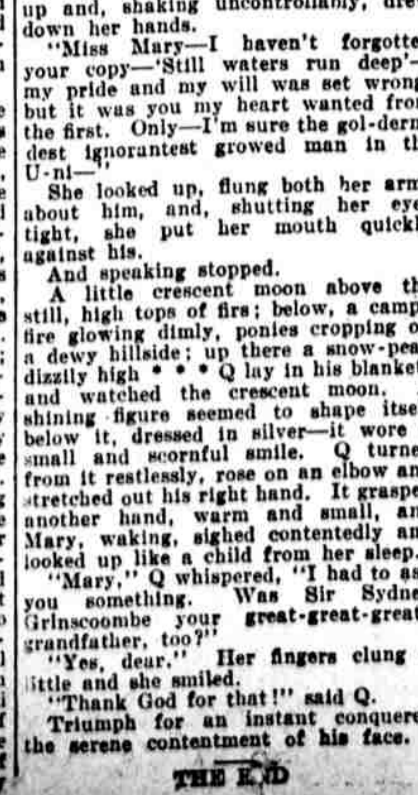 up and, shaking uncontrollably, dre
down her hands.
"Miss Mary—I haven't forgotte
your copy—'Still waters run deep'—
my pride and my will was set wrong
but it was you my heart wanted fro
the first. Only—I'm sure the gol-dern
dest ignorantest growed man in th
U-ni—"
She looked up, flung both her arm
about him, and, shutting her eye
tight, she put her mouth quickl
against his.
And speaking stopped.
A little crescent moon above th
still, high tops of firs; below, a camp
fire glowing dimly, ponies cropping o
a dewy hillside; up there a snow-pea
dizzily high * * * Q lay in his blanket
and watched the crescent moon.
shining figure seemed to shape itse
below it, dressed in silver—it wore
small and scornful smile. Q turne
from it restlessly, rose on an elbow an
stretched out his right hand. It graspe
another hand, warm and small, an
Mary, waking, sighed contentedly an
looked up like a child from her sleep.
"Mary," Q whispered, "I had to as
you something. Was Sir Sydne
Grinscoombe your great-great-great
grandfather, too?"
"Yes, dear." Her fingers clung
little and she smiled.
"Thank God for that!" said Q.
Triumph for an instant conquere
the serene contentment of his face.
THE END